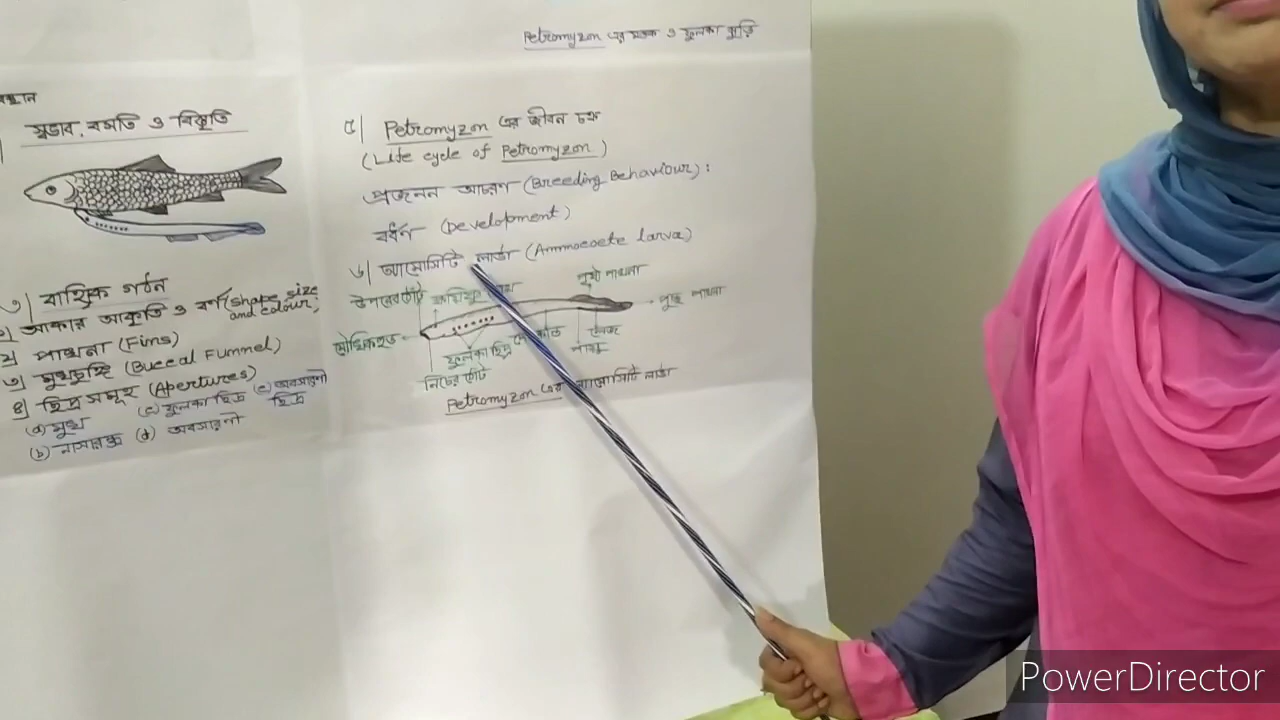 Petromyzon এর মস্তক ও ফুলকা ঝুড়ি
স্বভাব, বসতি ও বিস্তৃতি
৩| বাহ্যিক গঠন
১) আকার আকৃতি ও বর্ণ (shape, size and colour;
২) পাখনা (Fins)
৩) মুখচুঙ্গি (Buccal Funnel)
৪) ছিদ্র সমূহ (Apertures)
(a) মুখ (c) ফুলকা ছিদ্র (e) অবসারণী ছিদ্র
(b) নাসারন্ধ্র (d) অবসারণী
৫| Petromyzon এর জীবন চক্র
(Life cycle of Petromyzon)
প্রজনন আচরণ (Breeding Behaviour):
বর্ধন (Development)
৬| অ্যামোসিটি লার্ভা (Ammocoete larva)
উপরের ঠোঁট
পৃষ্ঠ পাখনা
পুচ্ছ পাখনা
মৌখিক হুড
ফুলকা ছিদ্র
পায়ু
নিচের ঠোঁট
Petromyzon এর অ্যামোসিটি লার্ভা
PowerDirector